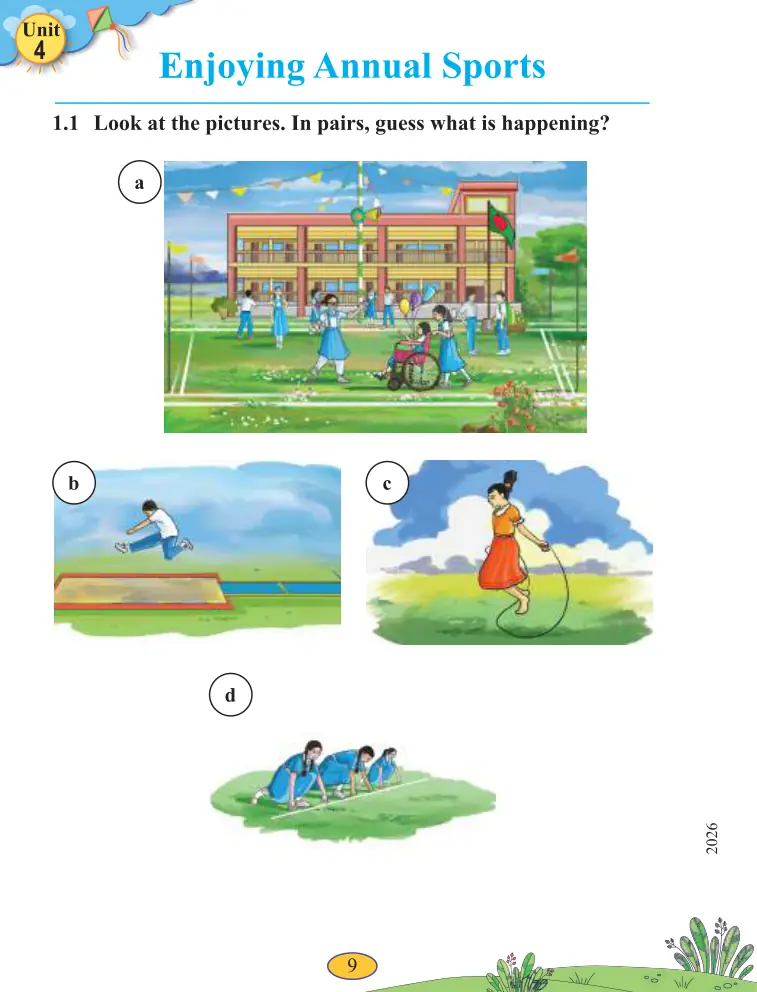 Unit
4
Enjoying Annual Sports
1.1 Look at the pictures. In pairs, guess what is happening?
a
b
c
d
2026
9